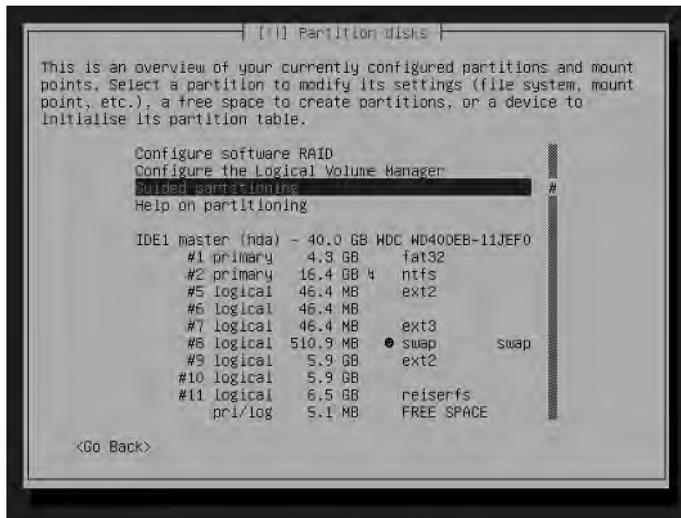 [!!] Partition disks
This is an overview of your currently configured partitions and mount
points. Select a partition to modify its settings (file system, mount
point, etc.), a free space to create partitions, or a device to
initialise its partition table.
Configure software RAID
Configure the Logical Volume Manager
Guided partitioning
#
Help on partitioning
IDE1 master (hda) - 40.0 GB WDC WD400EB-11JEF0
#1 primary 4.3 GB fat32
#2 primary 16.4 GB ntfs
#5 logical 46.4 MB ext2
#6 logical 46.4 MB
#7 logical 46.4 MB ext3
#8 logical 510.9 MB swap swap
#9 logical 5.9 GB ext2
#10 logical 5.9 GB
#11 logical 6.5 GB reiserfs
pri/log 5.1 MB FREE SPACE
<Go Back>